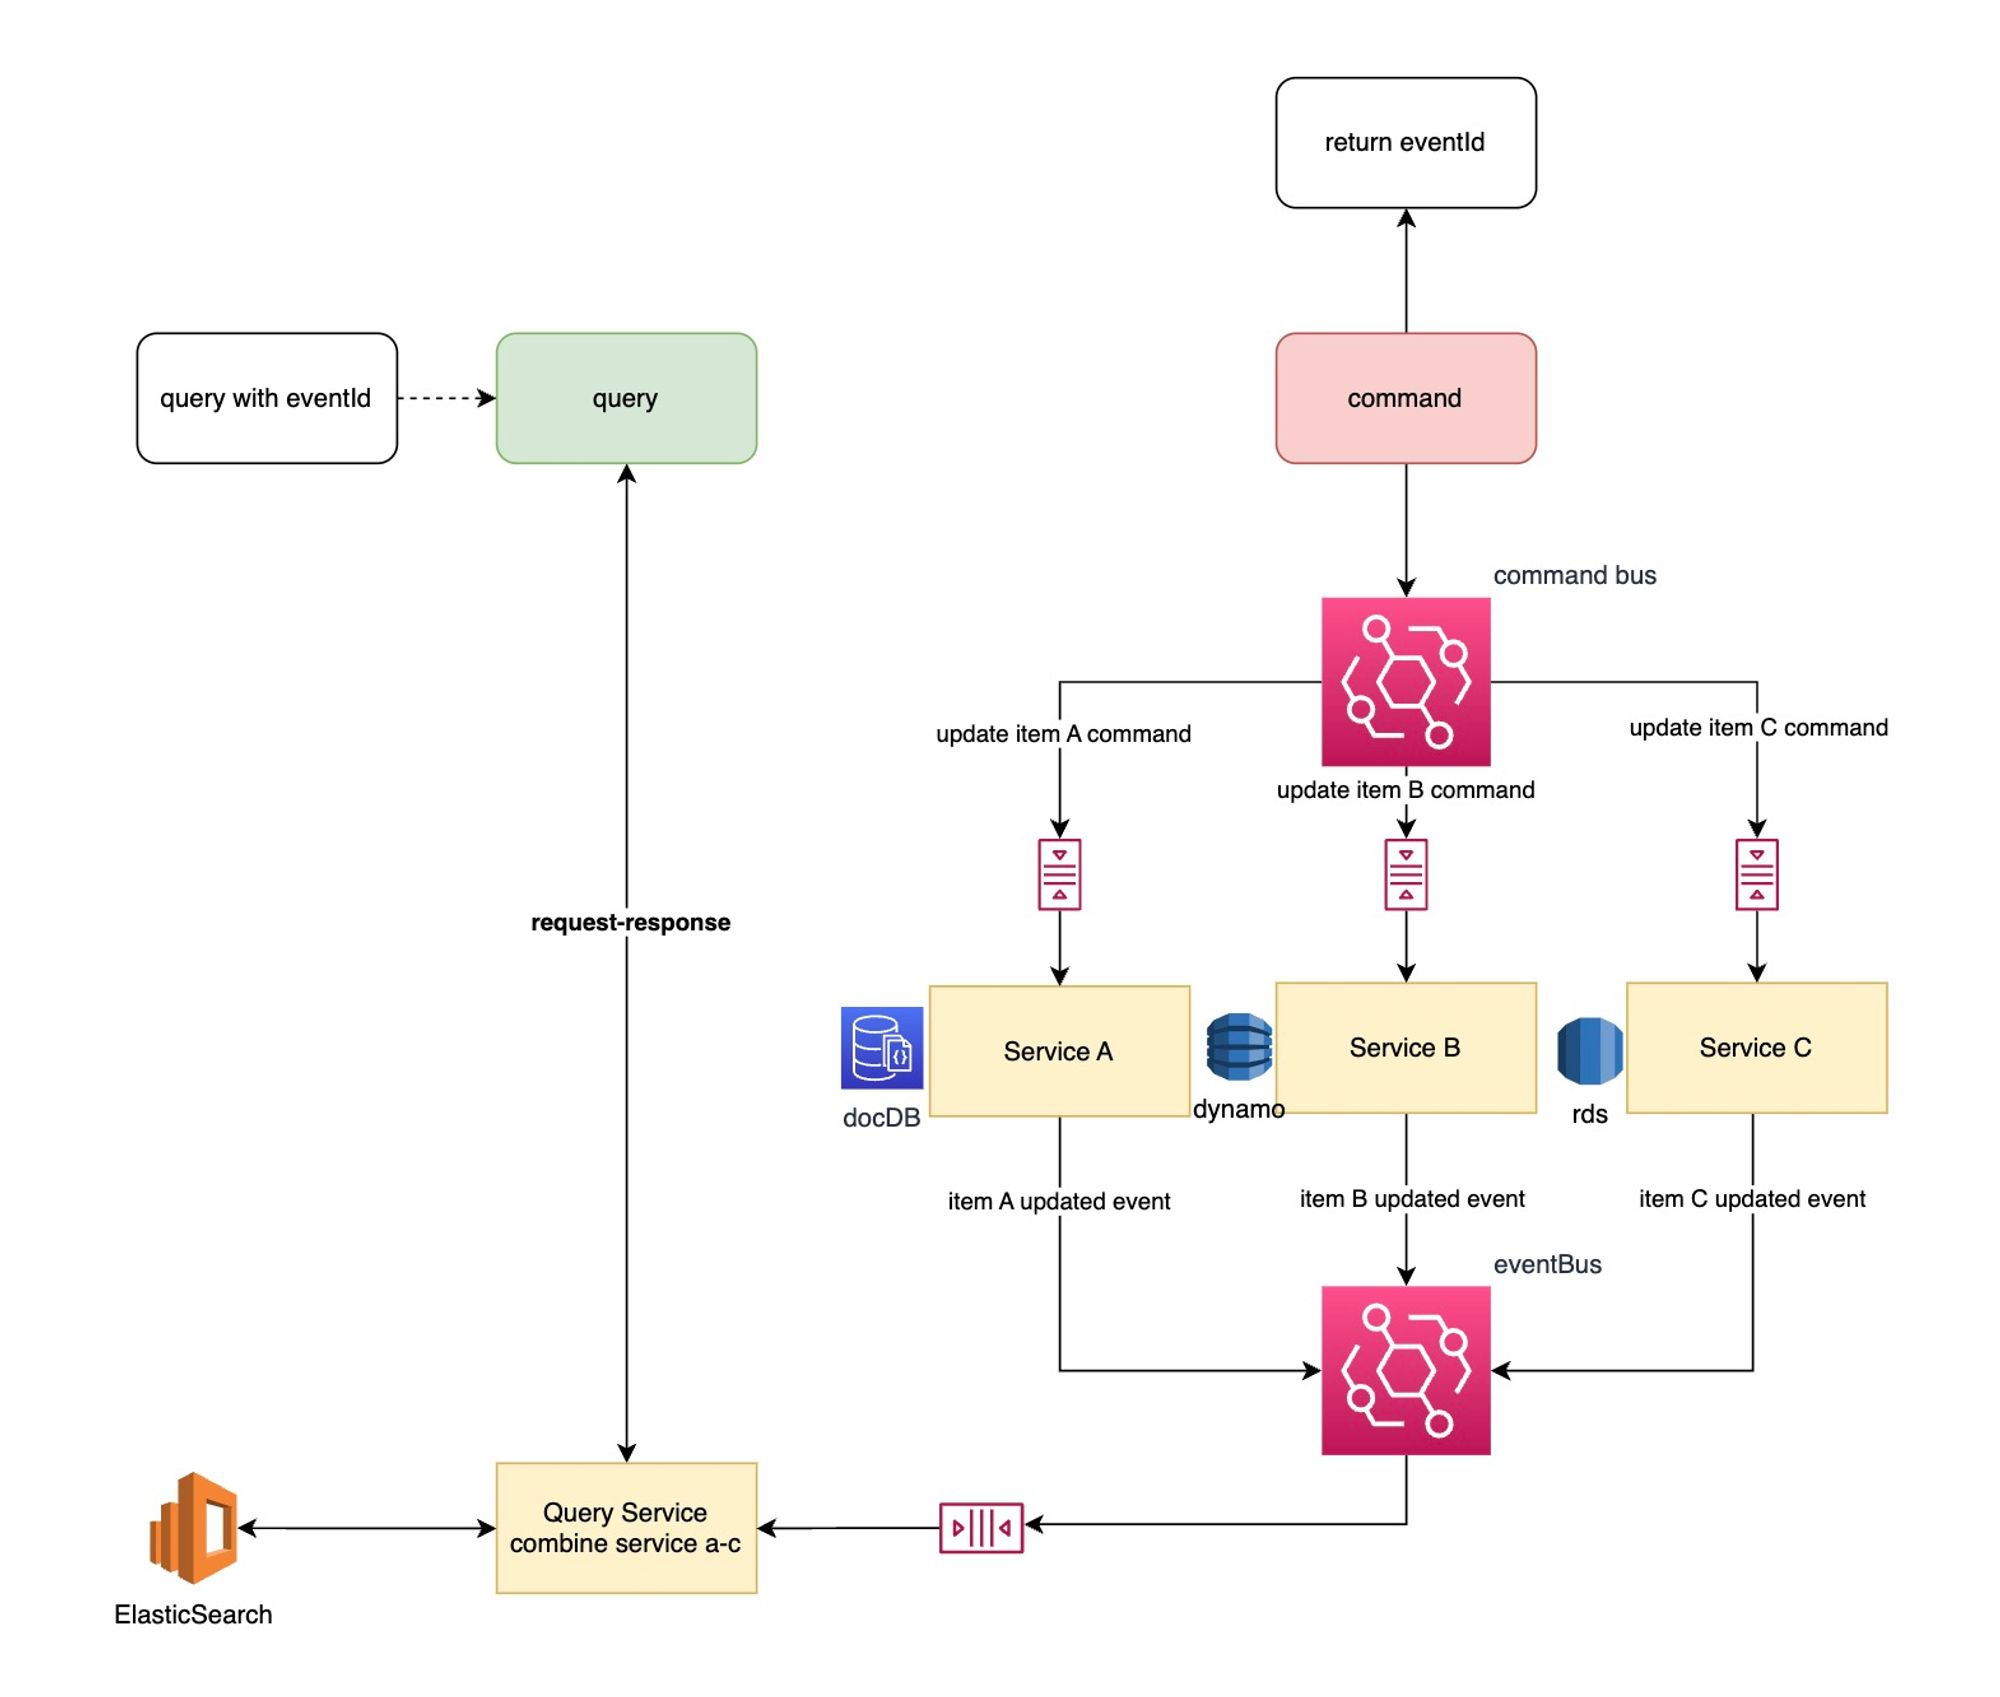 return eventId
query with eventId
query
command
command bus
update item A command
update item C command
update item B command
request-response
Service A
Service B
Service C
docDB
dynamo
rds
item A updated event
item B updated event
item C updated event
eventBus
Query Service
combine service a-c
ElasticSearch